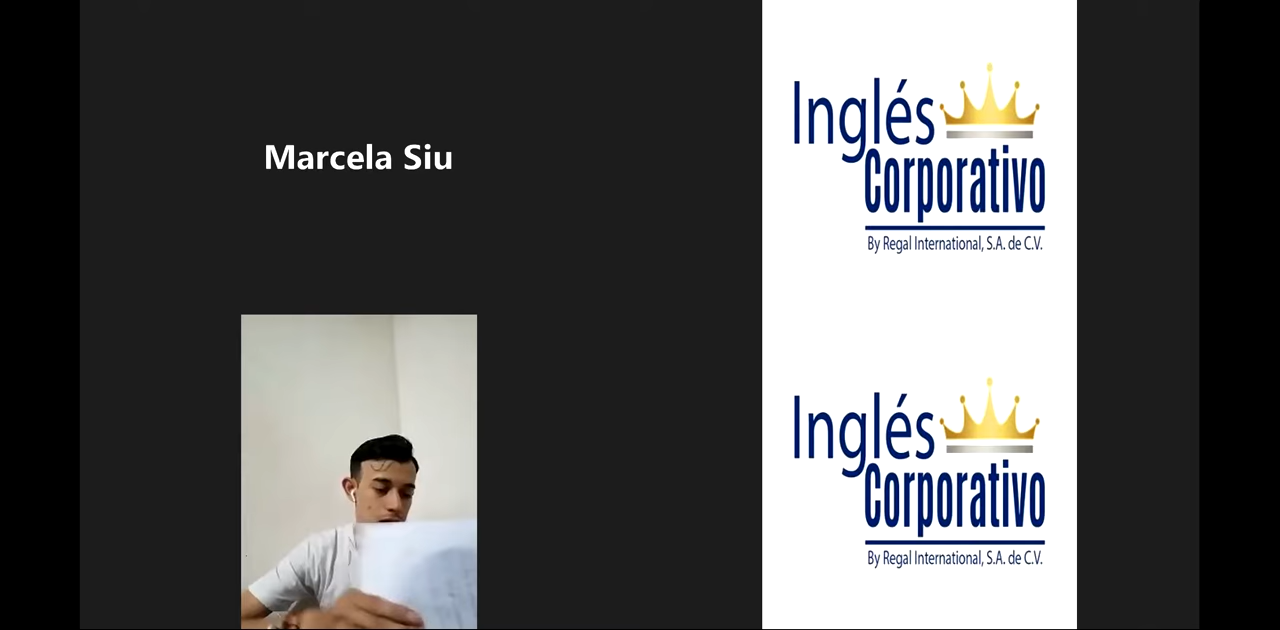 Marcela Siu
Inglés
Corporativo
By Regal International, S.A. de C.V.
Inglés
Corporativo
By Regal International, S.A. de C.V.